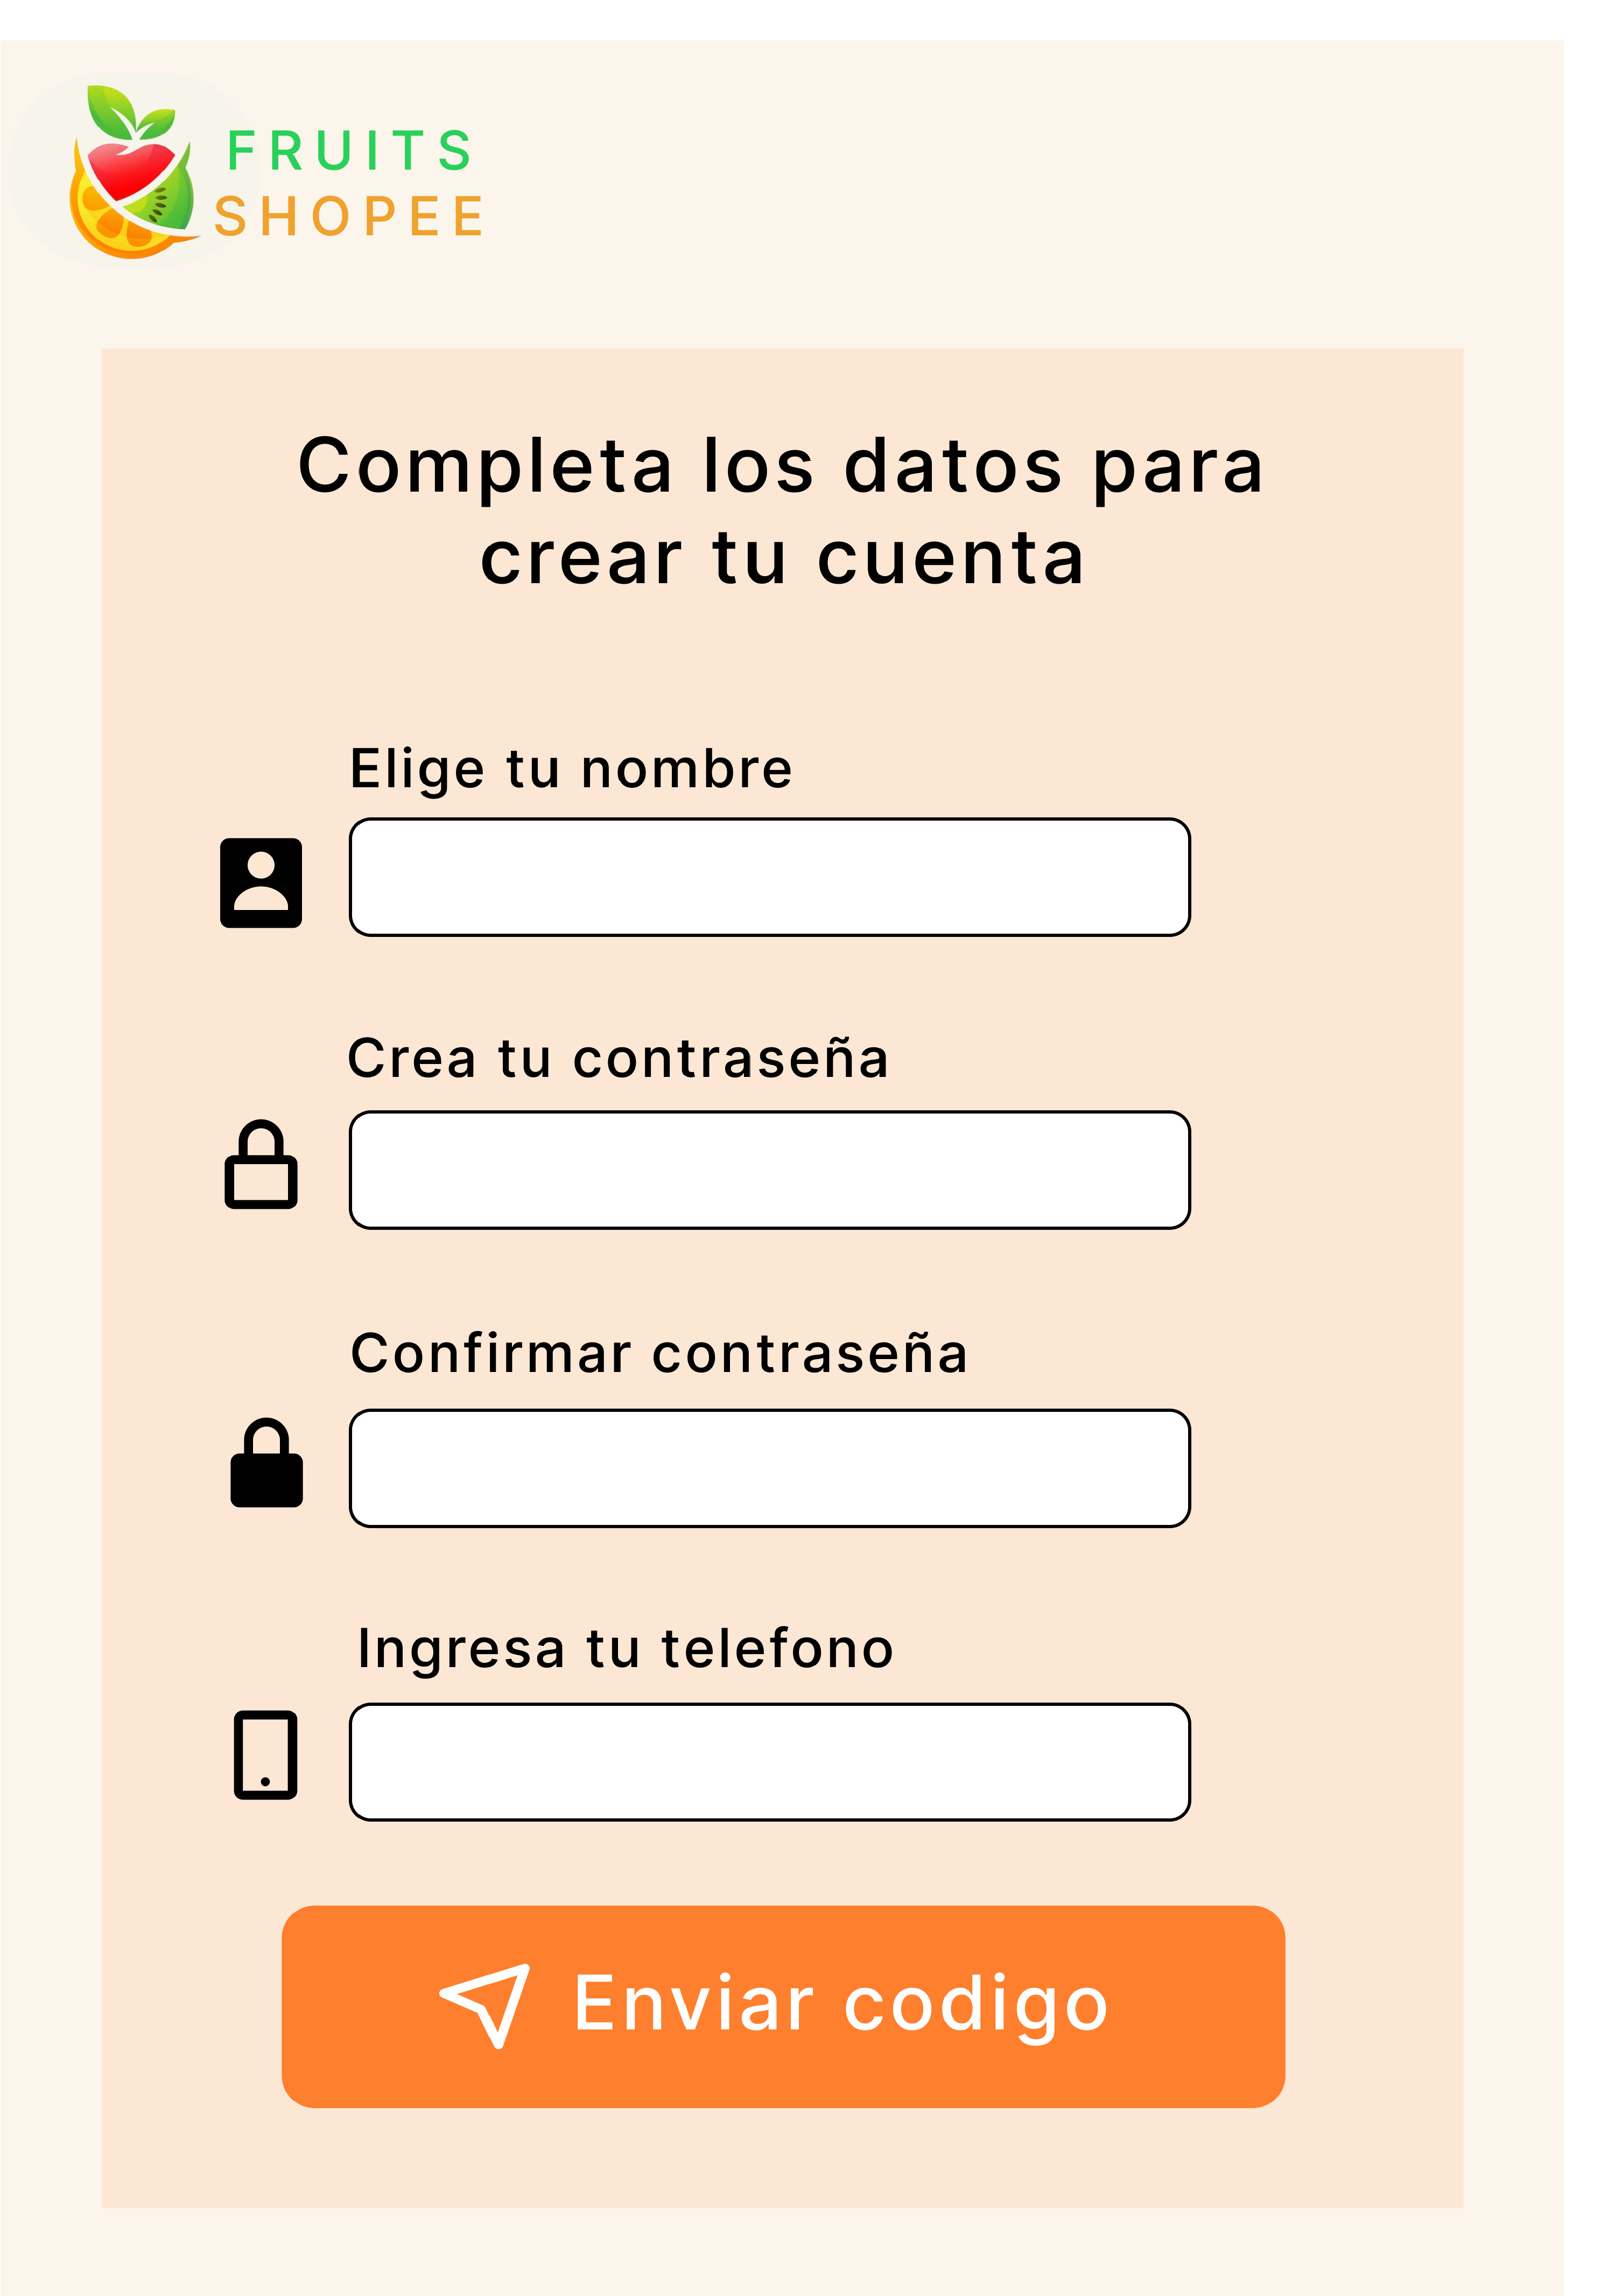 FRUITS
SHOPEE
Completa los datos para
crear tu cuenta
Elige tu nombre
Crea tu contraseña
Confirmar contraseña
Ingresa tu telefono
Enviar codigo